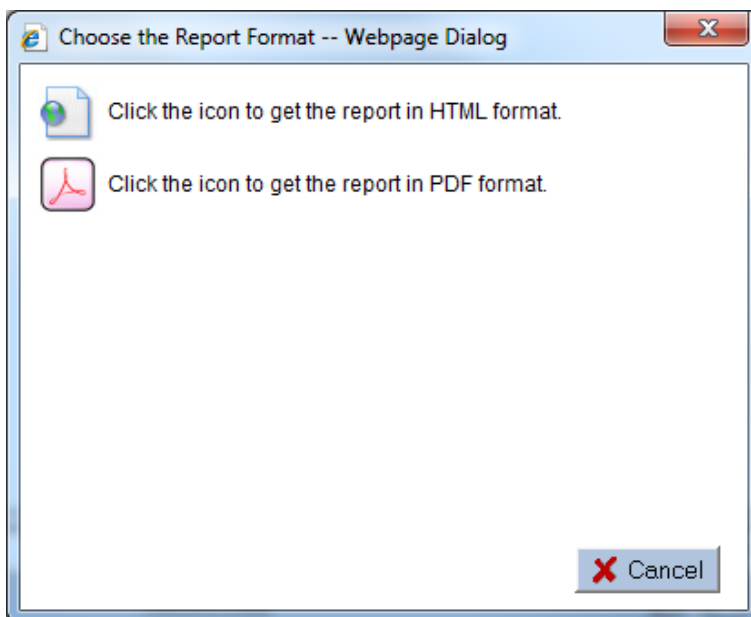 Choose the Report Format -- Webpage Dialog
Click the icon to get the report in HTML format.
Click the icon to get the report in PDF format.
Cancel